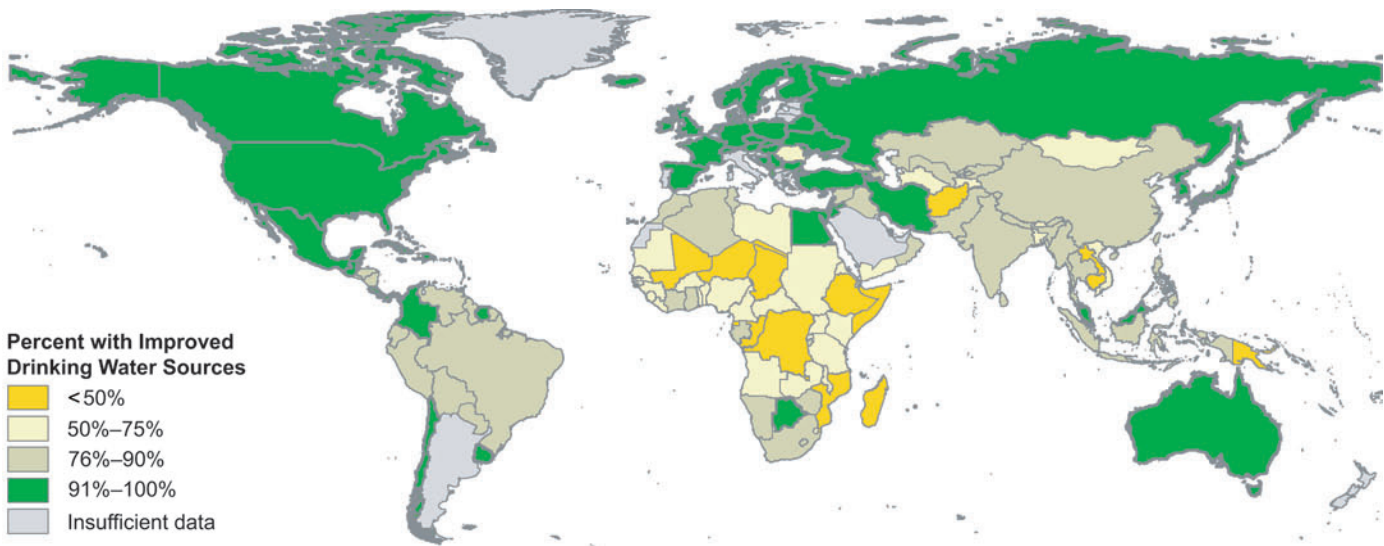 Percent with Improved
Drinking Water Sources
<50%
50%–75%
76%–90%
91%–100%
Insufficient data